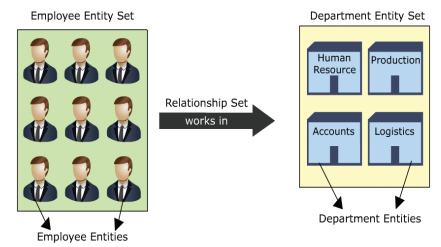 Employee Entity Set
Department Entity Set
Human
Resource
Production
Relationship Set
works in
Accounts
Logistics
Department Entities
Employee Entities